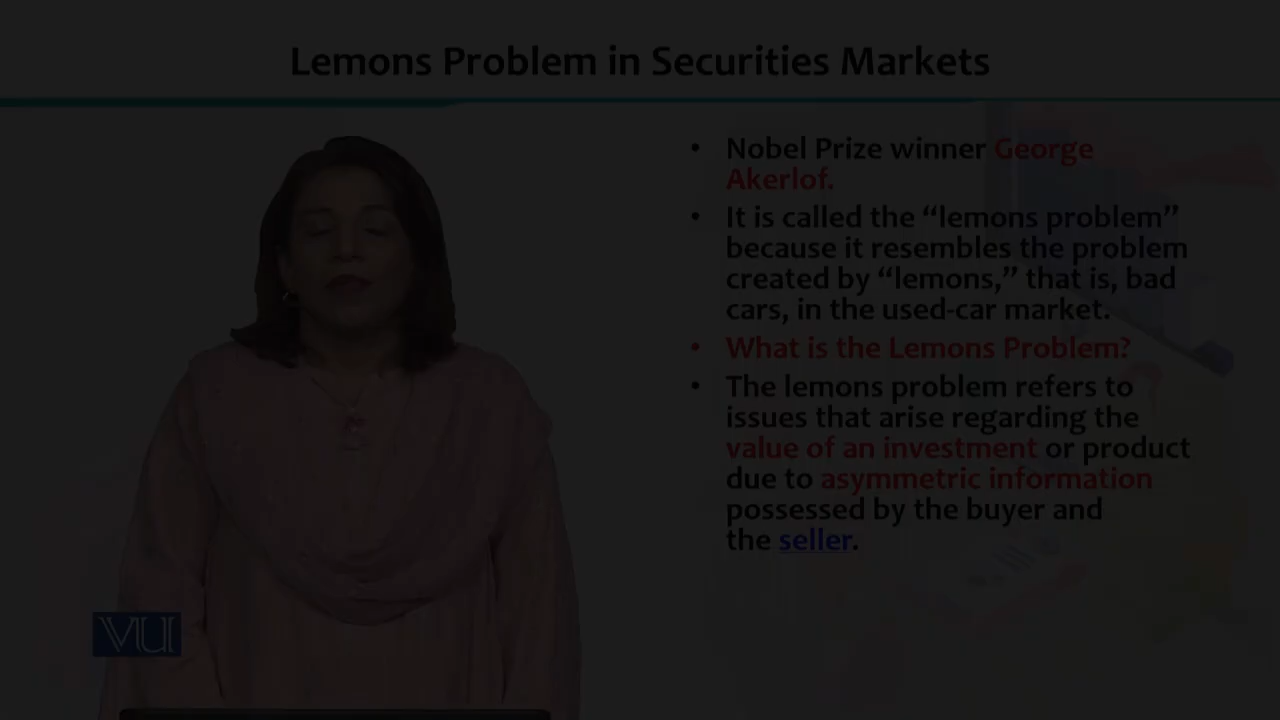 Lemons Problem in Securities Markets
• Nobel Prize winner George
Akerlof.
• It is called the “lemons problem”
because it resembles the problem
created by “lemons,” that is, bad
cars, in the used-car market.
• What is the Lemons Problem?
• The lemons problem refers to
issues that arise regarding the
value of an investment or product
due to asymmetric information
possessed by the buyer and
the seller.
VU